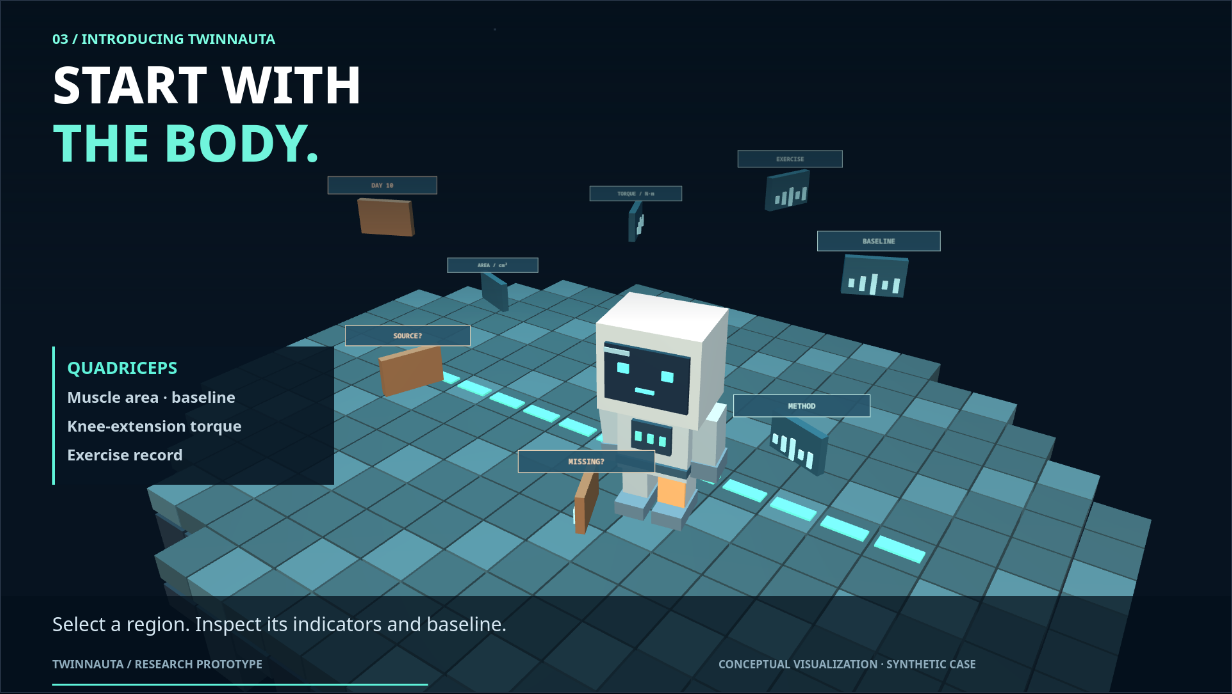 03 / INTRODUCING TWINNAUTA
START WITH
THE BODY.
EXERCISE
DAY 10
TORQUE / N·m
BASELINE
AREA / cm²
SOURCE?
QUADRICEPS
Muscle area · baseline
Knee-extension torque
Exercise record
METHOD
MISSING?
Select a region. Inspect its indicators and baseline.
TWINNAUTA / RESEARCH PROTOTYPE
CONCEPTUAL VISUALIZATION · SYNTHETIC CASE